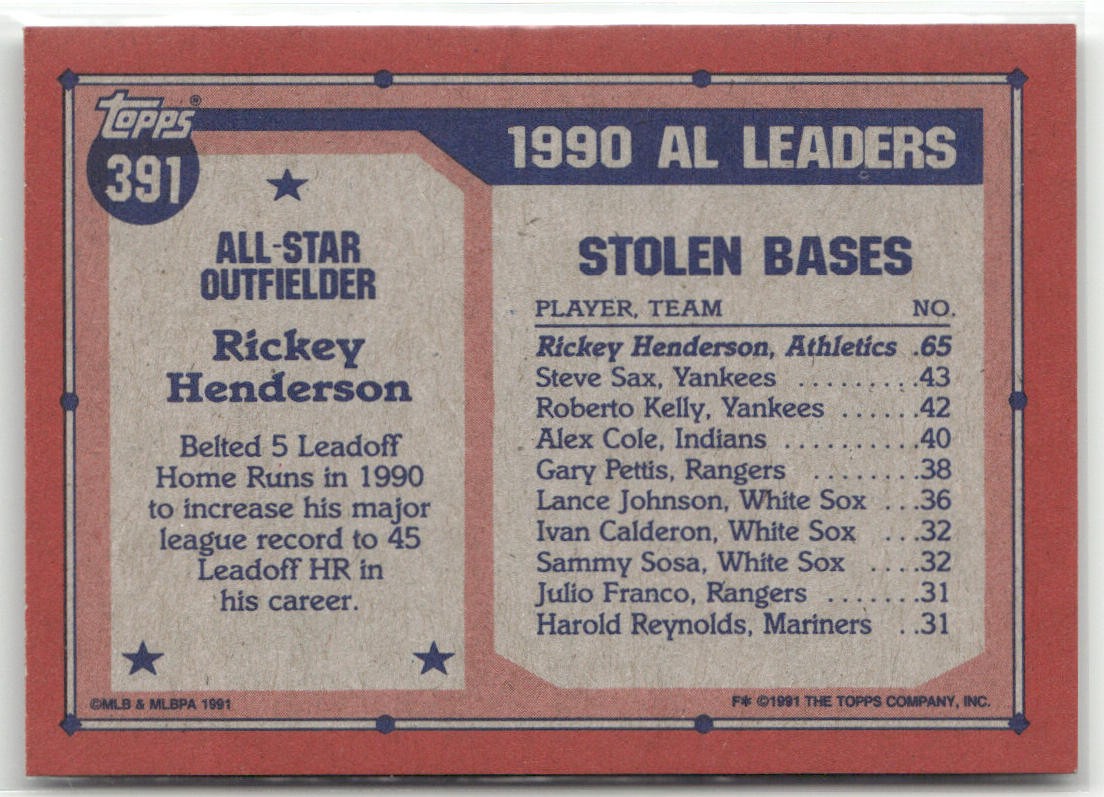 Topps®
391
ALL-STAR
OUTFIELDER
Rickey
Henderson
Belted 5 Leadoff
Home Runs in 1990
to increase his major
league record to 45
Leadoff HR in
his career.
©MLB & MLBPA 1991
1990 AL LEADERS
STOLEN BASES
PLAYER, TEAM NO.
Rickey Henderson, Athletics .65
Steve Sax, Yankees .........43
Roberto Kelly, Yankees ......42
Alex Cole, Indians ..........40
Gary Pettis, Rangers .......38
Lance Johnson, White Sox ...36
Ivan Calderon, White Sox ...32
Sammy Sosa, White Sox ....32
Julio Franco, Rangers .......31
Harold Reynolds, Mariners ..31
F* ©1991 THE TOPPS COMPANY, INC.